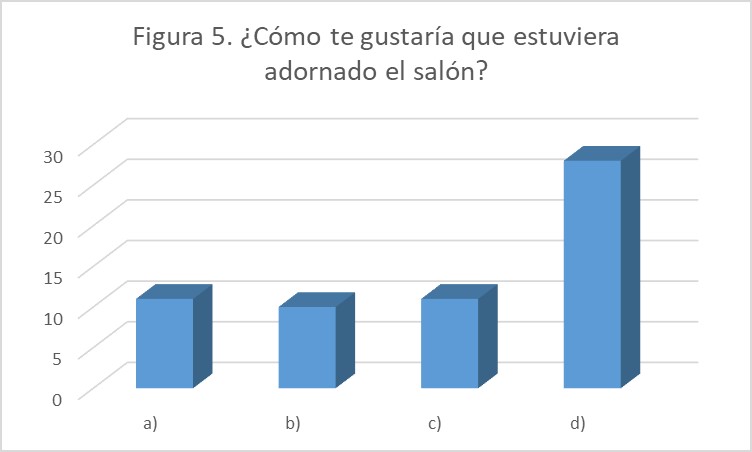 Figura 5. ¿Cómo te gustaría que estuviera
adornado el salón?
30
25
20
15
10
5
0
a)
b)
c)
d)